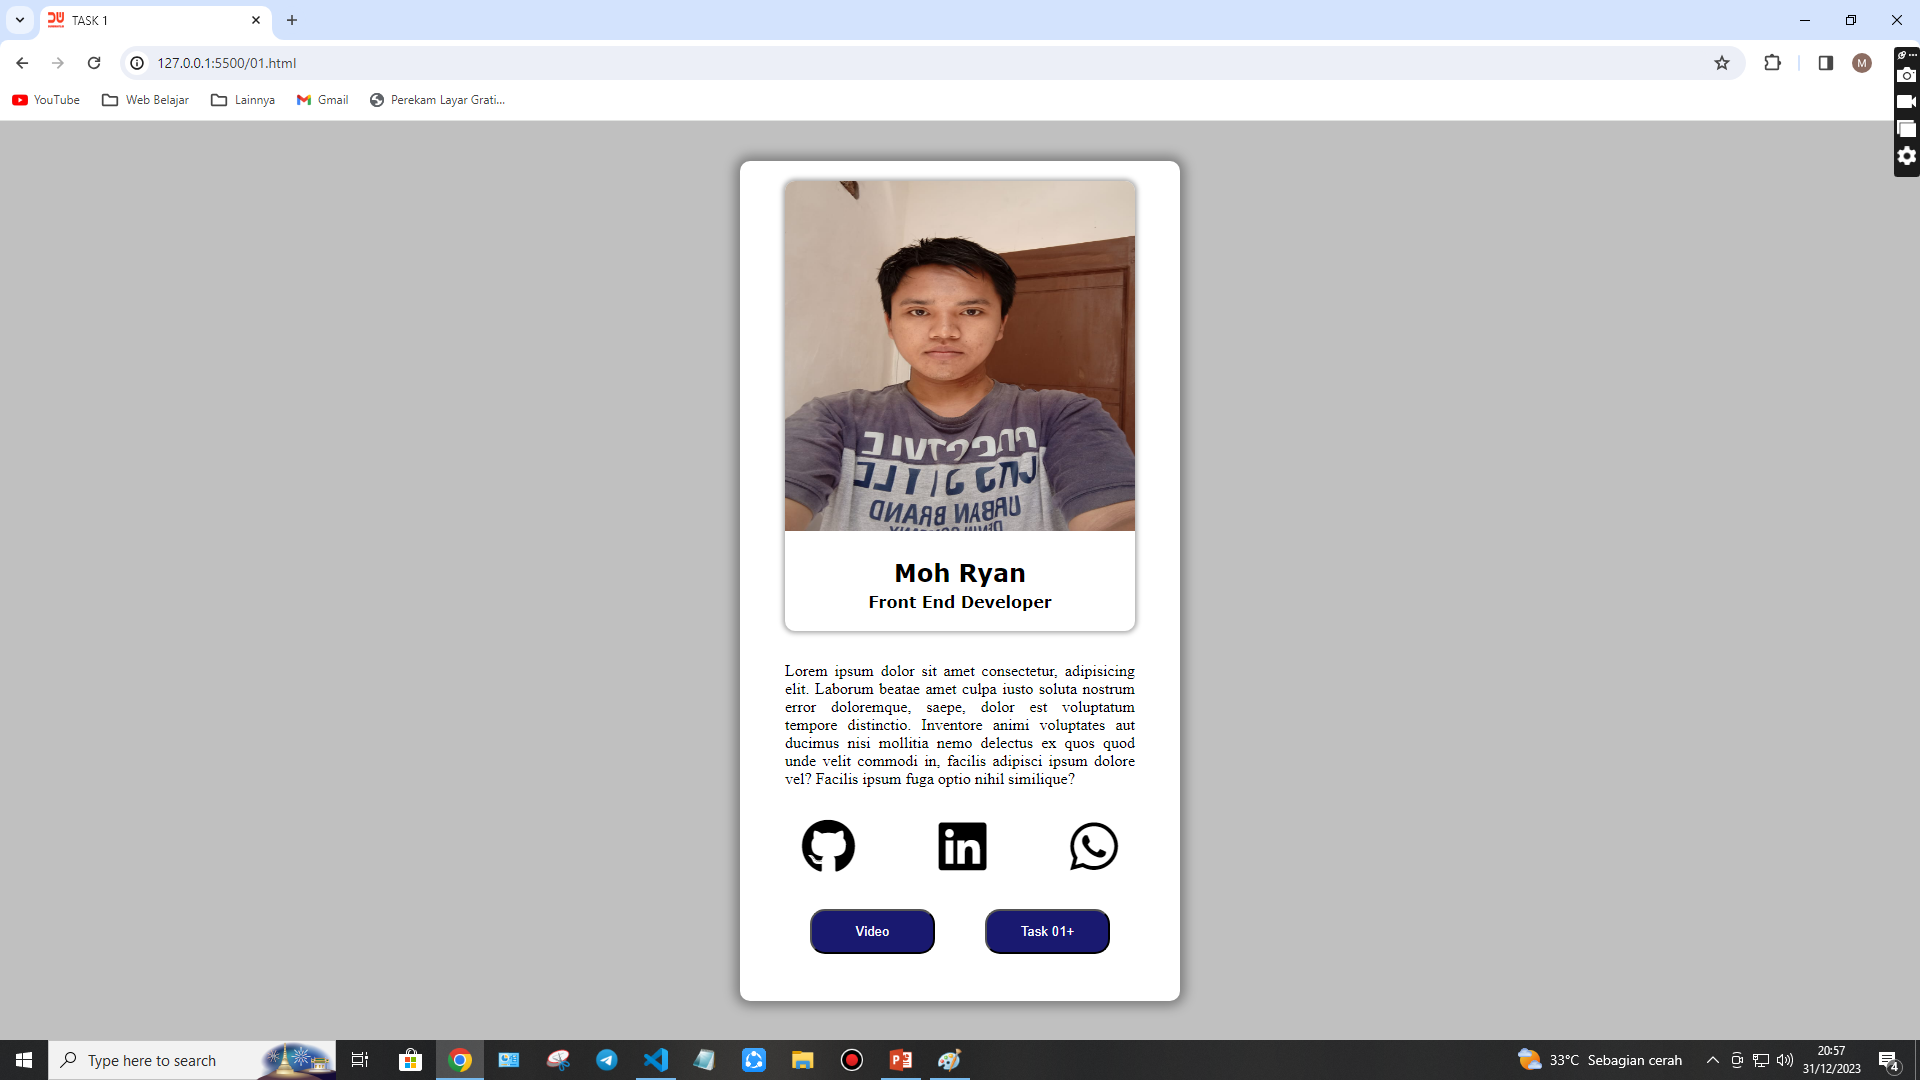 TASK 1
127.0.0.1:5500/01.html
M
YouTube
Web Belajar
Lainnya
Gmail
Perekam Layar Grati...
URBAN BRAND
Moh Ryan
Front End Developer
Lorem ipsum dolor sit amet consectetur, adipisicing
elit. Laborum beatae amet culpa iusto soluta nostrum
error doloremque, saepe, dolor est voluptatum
tempore distinctio. Inventore animi voluptates aut
ducimus nisi mollitia nemo delectus ex quos quod
unde velit commodi in, facilis adipisci ipsum dolore
vel? Facilis ipsum fuga optio nihil similique?
in
Video
Task 01+
Type here to search
33°C Sebagian cerah
20:57
31/12/2023
4